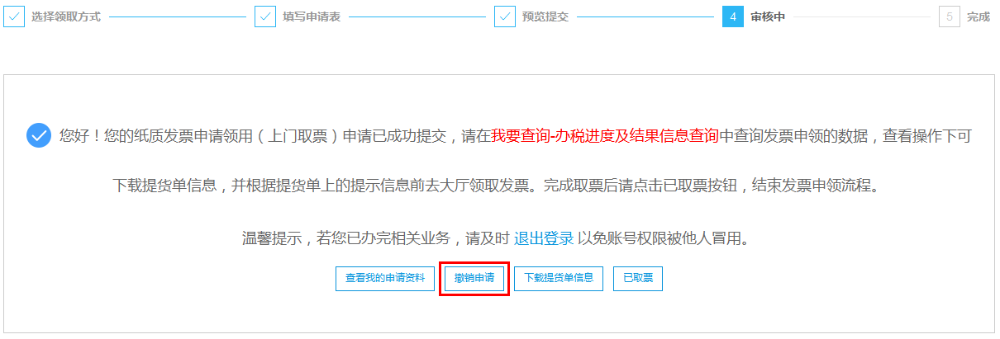 选择领取方式 填写申请表 预览提交 4 审核中 5 完成
您好！您的纸质发票申请领用（上门取票）申请已成功提交，请在我要查询-办税进度及结果信息查询中查询发票申领的数据，查看操作下可
下载提货单信息，并根据提货单上的提示信息前去大厅领取发票。完成取票后请点击已取票按钮，结束发票申领流程。
温馨提示，若您已办完相关业务，请及时 退出登录 以免账号权限被他人冒用。
查看我的申请资料 撤销申请 下载提货单信息 已取票